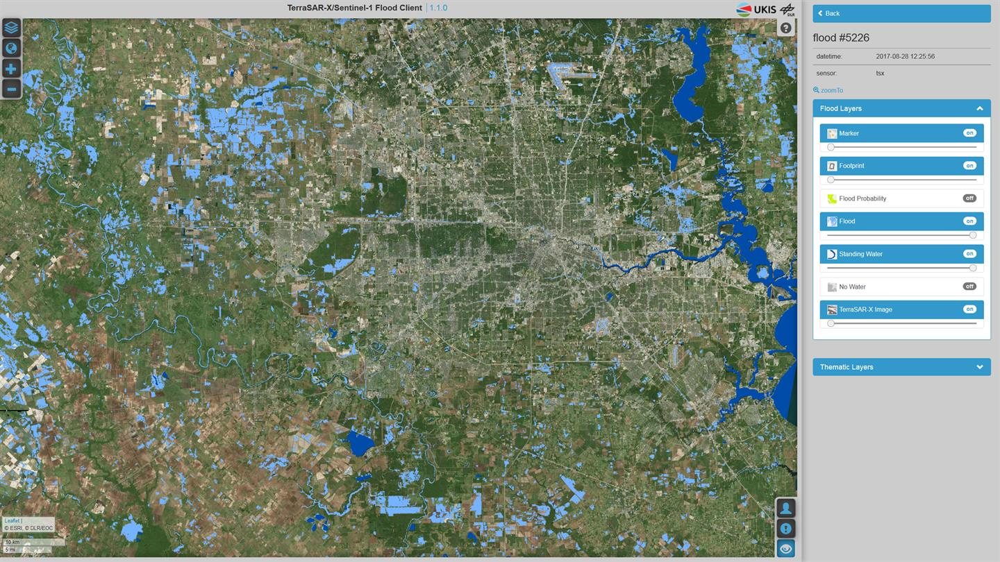 TerraSAR-X/Sentinel-1 Flood Client | 1.1.0
UKIS
DLR
?
Back
flood #5226
datetime: 2017-08-28 12:25:56
sensor: tsx
zoomTo
Flood Layers
Marker on
Footprint on
Flood Probability off
Flood on
Standing Water on
No Water off
TerraSAR-X Image on
Thematic Layers
Leaflet |
© ESRI, © DLR/EOC
10 km
5 mi